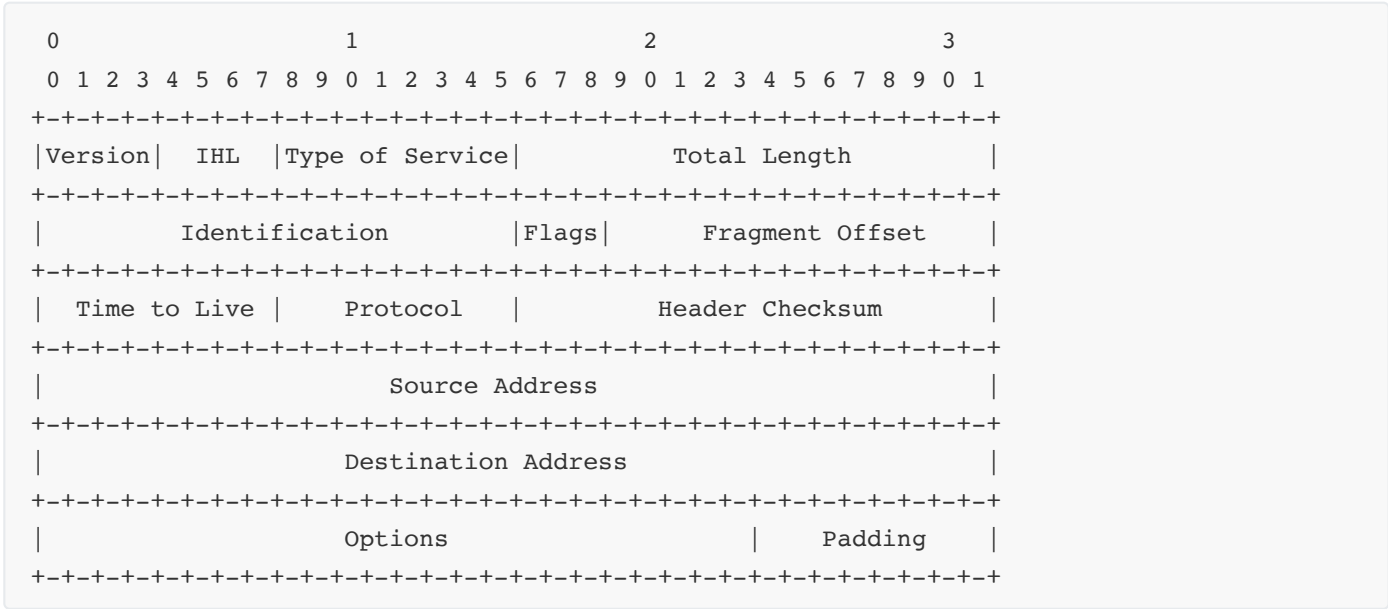 0                   1                   2                   3
 0 1 2 3 4 5 6 7 8 9 0 1 2 3 4 5 6 7 8 9 0 1 2 3 4 5 6 7 8 9 0 1
+-+-+-+-+-+-+-+-+-+-+-+-+-+-+-+-+-+-+-+-+-+-+-+-+-+-+-+-+-+-+-+-+
|Version|  IHL  |Type of Service|          Total Length         |
+-+-+-+-+-+-+-+-+-+-+-+-+-+-+-+-+-+-+-+-+-+-+-+-+-+-+-+-+-+-+-+-+
|         Identification        |Flags|      Fragment Offset    |
+-+-+-+-+-+-+-+-+-+-+-+-+-+-+-+-+-+-+-+-+-+-+-+-+-+-+-+-+-+-+-+-+
|  Time to Live |    Protocol   |         Header Checksum       |
+-+-+-+-+-+-+-+-+-+-+-+-+-+-+-+-+-+-+-+-+-+-+-+-+-+-+-+-+-+-+-+-+
|                       Source Address                          |
+-+-+-+-+-+-+-+-+-+-+-+-+-+-+-+-+-+-+-+-+-+-+-+-+-+-+-+-+-+-+-+-+
|                    Destination Address                        |
+-+-+-+-+-+-+-+-+-+-+-+-+-+-+-+-+-+-+-+-+-+-+-+-+-+-+-+-+-+-+-+-+
|                    Options                    |    Padding    |
+-+-+-+-+-+-+-+-+-+-+-+-+-+-+-+-+-+-+-+-+-+-+-+-+-+-+-+-+-+-+-+-+